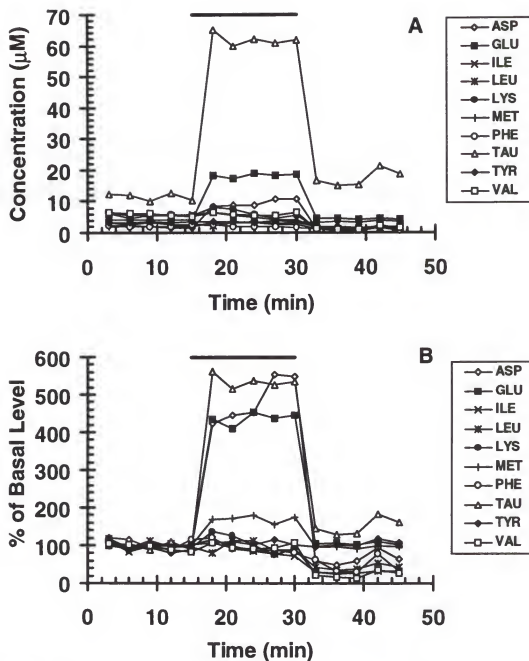 A
Concentration (µM)
70
60
50
40
30
20
10
0
0 10 20 30 40 50
Time (min)
ASP
GLU
ILE
LEU
LYS
MET
PHE
TAU
TYR
VAL
B
% of Basal Level
600
500
400
300
200
100
0
0 10 20 30 40 50
Time (min)
ASP
GLU
ILE
LEU
LYS
MET
PHE
TAU
TYR
VAL